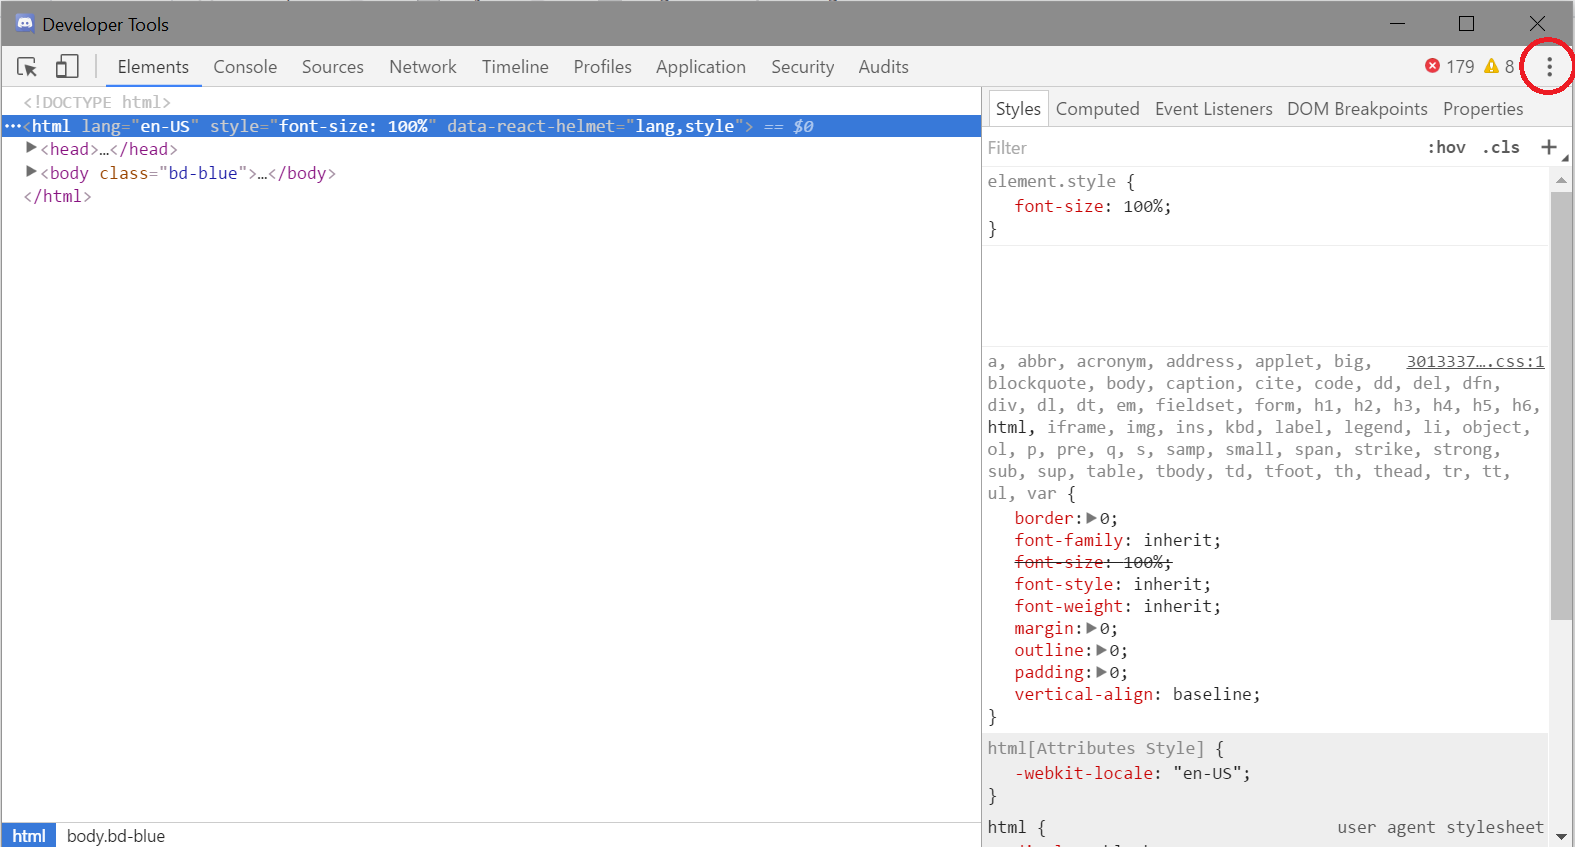 Developer Tools
Elements Console Sources Network Timeline Profiles Application Security Audits 179 8
<!DOCTYPE html>
…<html lang="en-US" style="font-size: 100%" data-react-helmet="lang,style"> == $0
<head>…</head>
<body class="bd-blue">…</body>
</html>
html body.bd-blue
Styles Computed Event Listeners DOM Breakpoints Properties
Filter :hov .cls +
element.style {
font-size: 100%;
}
a, abbr, acronym, address, applet, big, 3013337….css:1
blockquote, body, caption, cite, code, dd, del, dfn,
div, dl, dt, em, fieldset, form, h1, h2, h3, h4, h5, h6,
html, iframe, img, ins, kbd, label, legend, li, object,
ol, p, pre, q, s, samp, small, span, strike, strong,
sub, sup, table, tbody, td, tfoot, th, thead, tr, tt,
ul, var {
border: 0;
font-family: inherit;
font-size: 100%;
font-style: inherit;
font-weight: inherit;
margin: 0;
outline: 0;
padding: 0;
vertical-align: baseline;
}
html[Attributes Style] {
-webkit-locale: "en-US";
}
html { user agent stylesheet